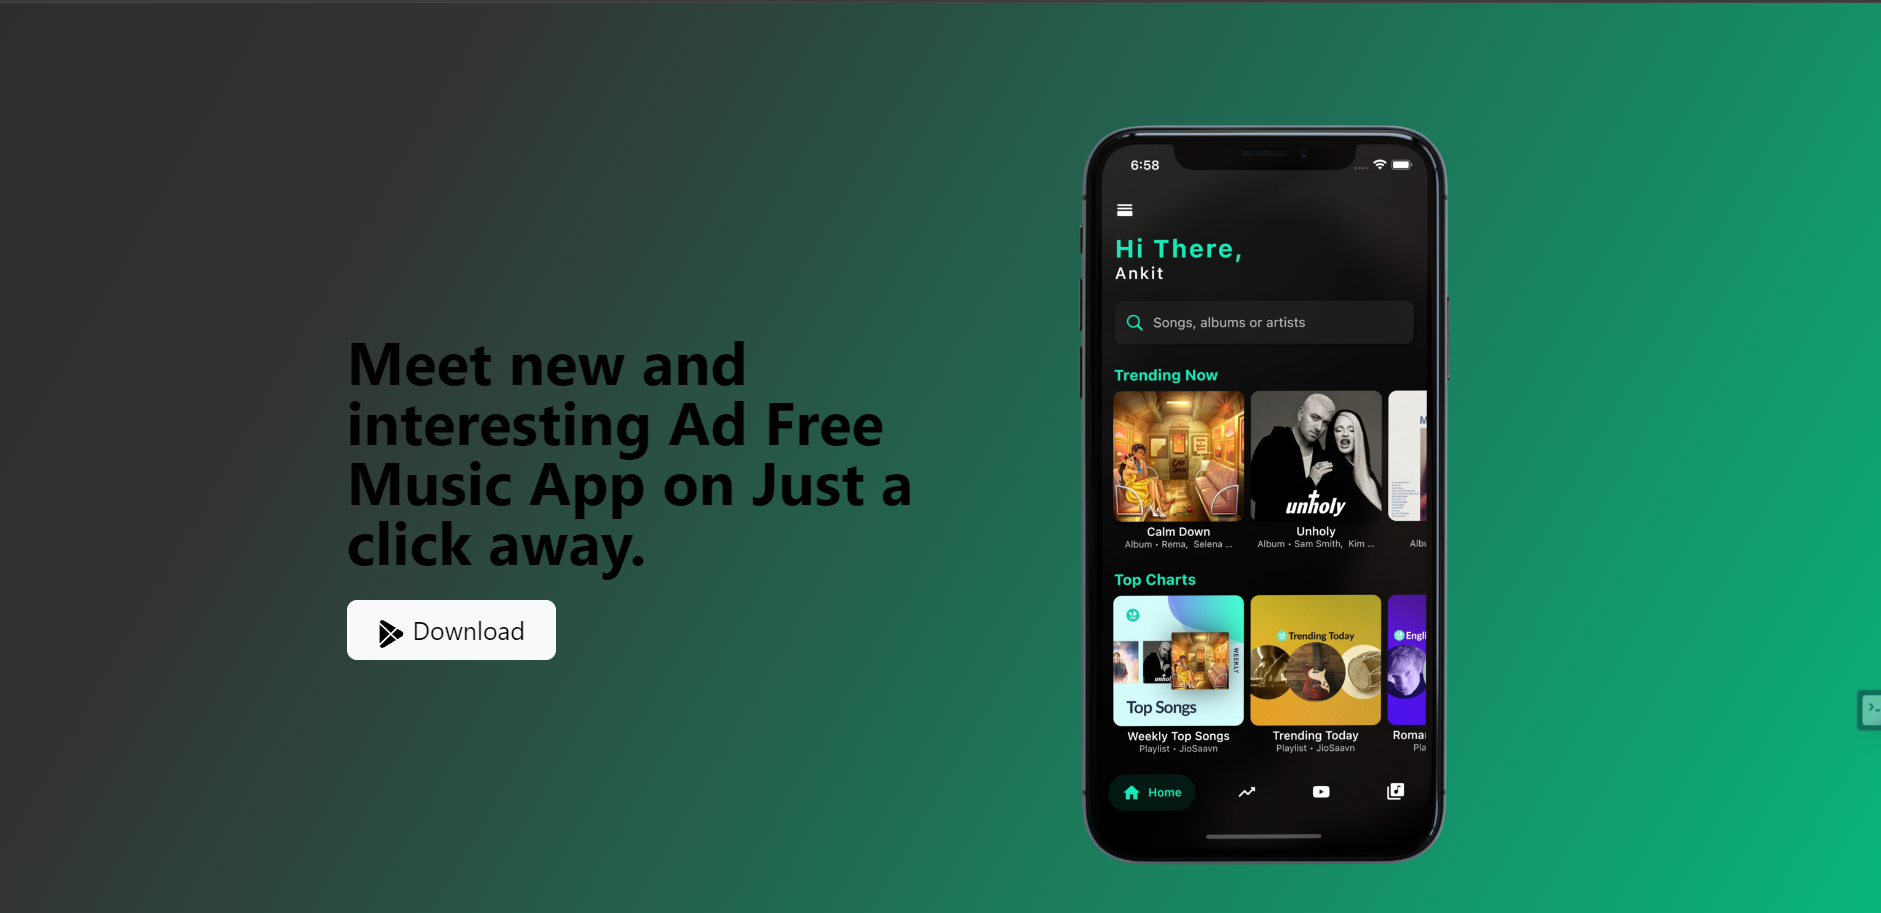 Meet new and
interesting Ad Free
Music App on Just a
click away.
Download
6:58
Hi There,
Ankit
Songs, albums or artists
Trending Now
unholy
Calm Down
Unholy
Album • Rema, Selena ...
Album • Sam Smith, Kim ...
Albu
Top Charts
WEEKLY
Top Songs
Trending Today
Engli
Weekly Top Songs
Trending Today
Roman
Playlist • JioSaavn
Playlist • JioSaavn
Pla
Home